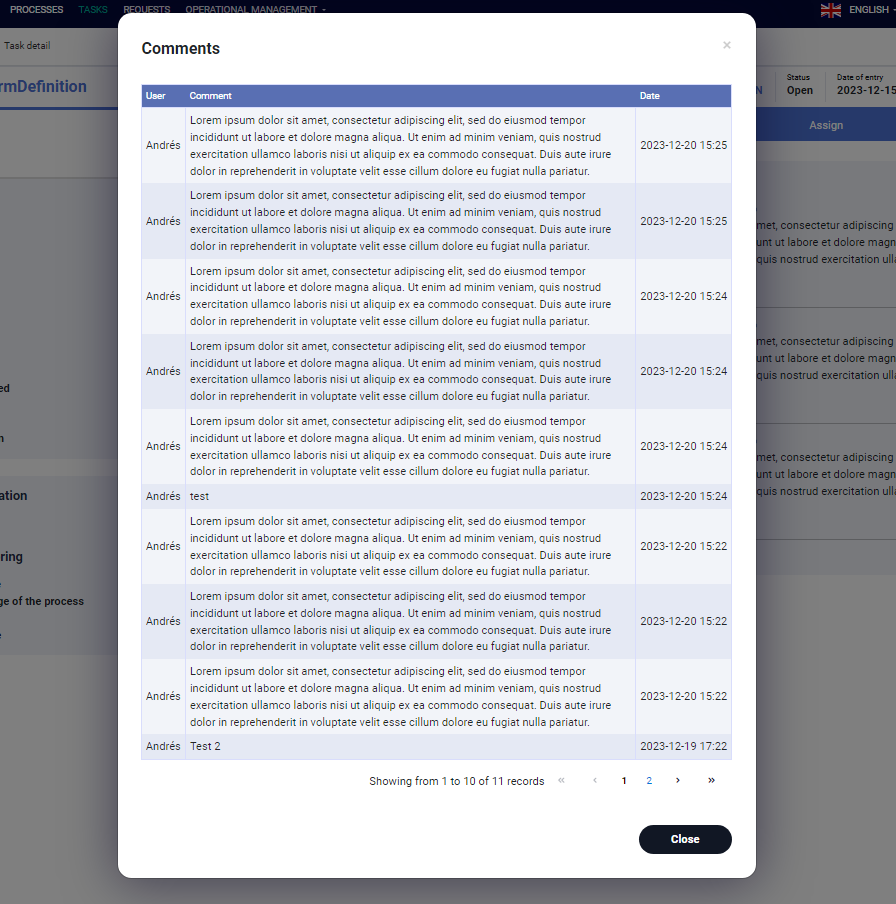 PROCESSES TASKS REQUESTS OPERATIONAL MANAGEMENT ENGLISH
Task detail
rmDefinition
N
Status
Open
Date of entry
2023-12-15
Assign
Comments
×
User Comment Date
Andrés
Lorem ipsum dolor sit amet, consectetur adipiscing elit, sed do eiusmod tempor
incididunt ut labore et dolore magna aliqua. Ut enim ad minim veniam, quis nostrud
exercitation ullamco laboris nisi ut aliquip ex ea commodo consequat. Duis aute irure
dolor in reprehenderit in voluptate velit esse cillum dolore eu fugiat nulla pariatur.
2023-12-20 15:25
Andrés
Lorem ipsum dolor sit amet, consectetur adipiscing elit, sed do eiusmod tempor
incididunt ut labore et dolore magna aliqua. Ut enim ad minim veniam, quis nostrud
exercitation ullamco laboris nisi ut aliquip ex ea commodo consequat. Duis aute irure
dolor in reprehenderit in voluptate velit esse cillum dolore eu fugiat nulla pariatur.
2023-12-20 15:25
Andrés
Lorem ipsum dolor sit amet, consectetur adipiscing elit, sed do eiusmod tempor
incididunt ut labore et dolore magna aliqua. Ut enim ad minim veniam, quis nostrud
exercitation ullamco laboris nisi ut aliquip ex ea commodo consequat. Duis aute irure
dolor in reprehenderit in voluptate velit esse cillum dolore eu fugiat nulla pariatur.
2023-12-20 15:24
Andrés
Lorem ipsum dolor sit amet, consectetur adipiscing elit, sed do eiusmod tempor
incididunt ut labore et dolore magna aliqua. Ut enim ad minim veniam, quis nostrud
exercitation ullamco laboris nisi ut aliquip ex ea commodo consequat. Duis aute irure
dolor in reprehenderit in voluptate velit esse cillum dolore eu fugiat nulla pariatur.
2023-12-20 15:24
Andrés
Lorem ipsum dolor sit amet, consectetur adipiscing elit, sed do eiusmod tempor
incididunt ut labore et dolore magna aliqua. Ut enim ad minim veniam, quis nostrud
exercitation ullamco laboris nisi ut aliquip ex ea commodo consequat. Duis aute irure
dolor in reprehenderit in voluptate velit esse cillum dolore eu fugiat nulla pariatur.
2023-12-20 15:24
Andrés test 2023-12-20 15:24
Andrés
Lorem ipsum dolor sit amet, consectetur adipiscing elit, sed do eiusmod tempor
incididunt ut labore et dolore magna aliqua. Ut enim ad minim veniam, quis nostrud
exercitation ullamco laboris nisi ut aliquip ex ea commodo consequat. Duis aute irure
dolor in reprehenderit in voluptate velit esse cillum dolore eu fugiat nulla pariatur.
2023-12-20 15:22
Andrés
Lorem ipsum dolor sit amet, consectetur adipiscing elit, sed do eiusmod tempor
incididunt ut labore et dolore magna aliqua. Ut enim ad minim veniam, quis nostrud
exercitation ullamco laboris nisi ut aliquip ex ea commodo consequat. Duis aute irure
dolor in reprehenderit in voluptate velit esse cillum dolore eu fugiat nulla pariatur.
2023-12-20 15:22
Andrés
Lorem ipsum dolor sit amet, consectetur adipiscing elit, sed do eiusmod tempor
incididunt ut labore et dolore magna aliqua. Ut enim ad minim veniam, quis nostrud
exercitation ullamco laboris nisi ut aliquip ex ea commodo consequat. Duis aute irure
dolor in reprehenderit in voluptate velit esse cillum dolore eu fugiat nulla pariatur.
2023-12-20 15:22
Andrés Test 2 2023-12-19 17:22
Showing from 1 to 10 of 11 records « ‹ 1 2 › »
Close
ed
n
ation
ring
ge of the process
met, consectetur adipiscing
unt ut labore et dolore magn
quis nostrud exercitation ulla
met, consectetur adipiscing
unt ut labore et dolore magn
quis nostrud exercitation ulla
met, consectetur adipiscing
unt ut labore et dolore magn
quis nostrud exercitation ulla